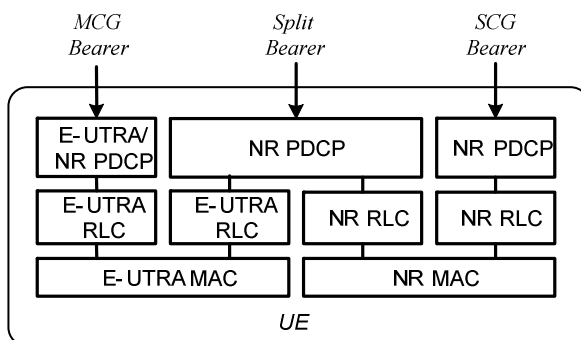 MCG
Bearer
Split
Bearer
SCG
Bearer
E-UTRA/
NR PDCP
NR PDCP
NR PDCP
E-UTRA
RLC
E-UTRA
RLC
NR RLC
NR RLC
E-UTRA MAC
NR MAC
UE